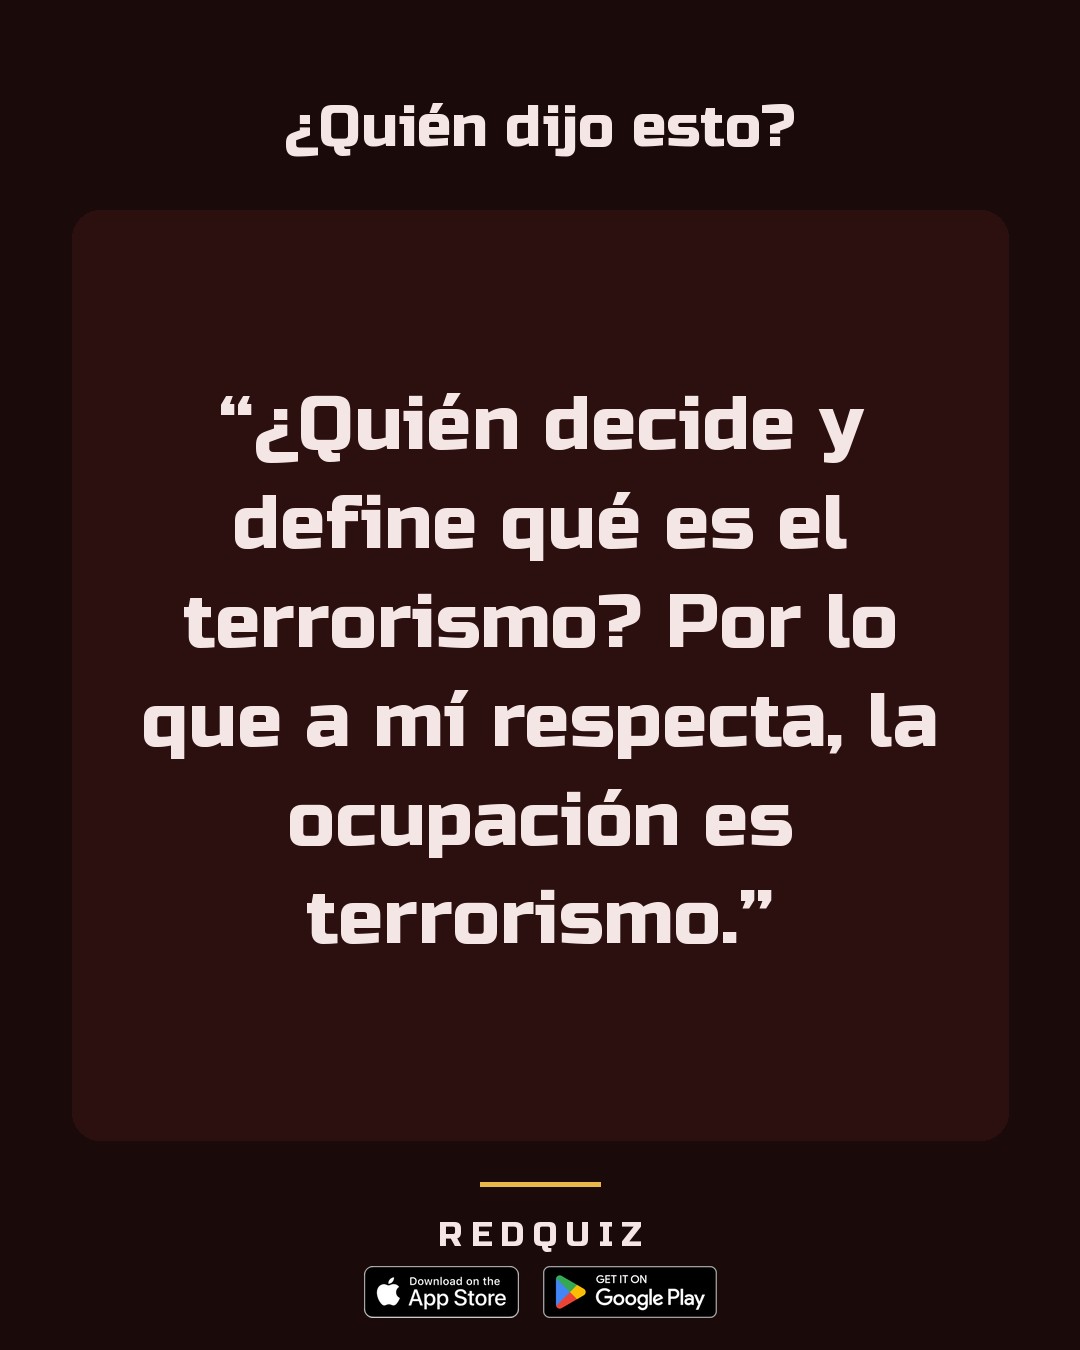 ¿Quién dijo esto?
“¿Quién decide y
define qué es el
terrorismo? Por lo
que a mí respecta, la
ocupación es
terrorismo.”
REDQUIZ
Download on the
App Store
GET IT ON
Google Play